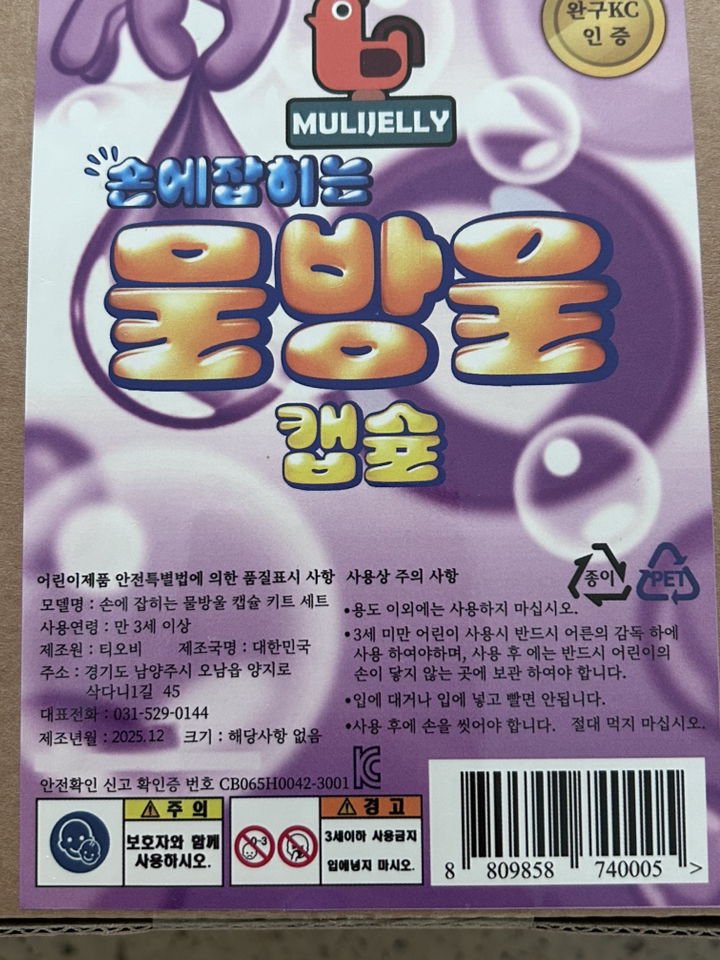 완구KC
인증
MULIJELLY
손에잡히는
물방울
캡슐
종이
PET
어린이제품 안전특별법에 의한 품질표시 사항
모델명 : 손에 잡히는 물방울 캡슐 키트 세트
사용연령 : 만 3세 이상
제조원 : 티오비 제조국명 : 대한민국
주소 : 경기도 남양주시 오남읍 양지로
삭다니1길 45
대표전화 : 031-529-0144
제조년월 : 2025.12 크기 : 해당사항 없음
사용상 주의 사항
•용도 이외에는 사용하지 마십시오.
•3세 미만 어린이 사용시 반드시 어른의 감독 하에
사용 하여야하며, 사용 후 에는 반드시 어린이의
손이 닿지 않는 곳에 보관 하여야 합니다.
•입에 대거나 입에 넣고 빨면 안됩니다.
•사용 후에 손을 씻어야 합니다. 절대 먹지 마십시오.
안전확인 신고 확인증 번호 CB065H0042-3001
KC
주 의
보호자와 함께
사용하시오.
0-3
경 고
3세이하 사용금지
입에넣지 마시오.
8 809858 740005 >